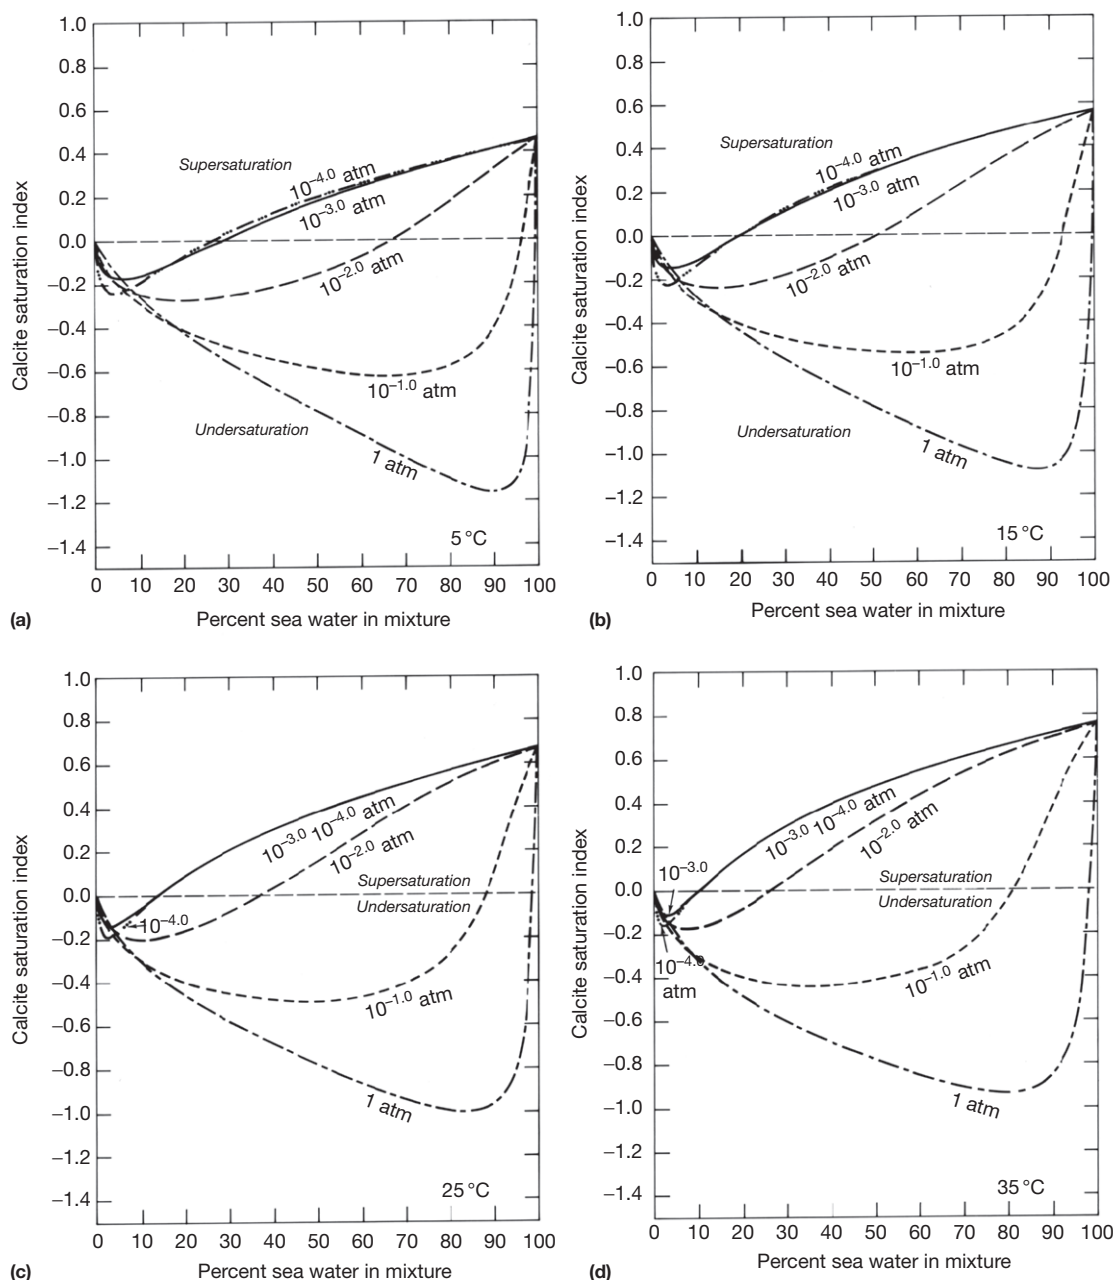 1.0
0.8
0.6
0.4
0.2
0.0
−0.2
−0.4
−0.6
−0.8
−1.0
−1.2
−1.4
Calcite saturation index
Supersaturation
10−4.0 atm
10−3.0 atm
10−2.0 atm
10−1.0 atm
Undersaturation
1 atm
5 °C
0 10 20 30 40 50 60 70 80 90 100
(a) Percent sea water in mixture
1.0
0.8
0.6
0.4
0.2
0.0
−0.2
−0.4
−0.6
−0.8
−1.0
−1.2
−1.4
Calcite saturation index
Supersaturation
10−4.0 atm
10−3.0 atm
10−2.0 atm
10−1.0 atm
Undersaturation
1 atm
15 °C
0 10 20 30 40 50 60 70 80 90 100
(b) Percent sea water in mixture
1.0
0.8
0.6
0.4
0.2
0.0
−0.2
−0.4
−0.6
−0.8
−1.0
−1.2
−1.4
Calcite saturation index
10−3.0 10−4.0 atm
10−2.0 atm
Supersaturation
Undersaturation
10−4.0
10−1.0 atm
1 atm
25 °C
0 10 20 30 40 50 60 70 80 90 100
(c) Percent sea water in mixture
1.0
0.8
0.6
0.4
0.2
0.0
−0.2
−0.4
−0.6
−0.8
−1.0
−1.2
−1.4
Calcite saturation index
10−3.0 10−4.0 atm
10−2.0 atm
10−3.0
Supersaturation
Undersaturation
10−4.0
atm
10−1.0 atm
1 atm
35 °C
0 10 20 30 40 50 60 70 80 90 100
(d) Percent sea water in mixture